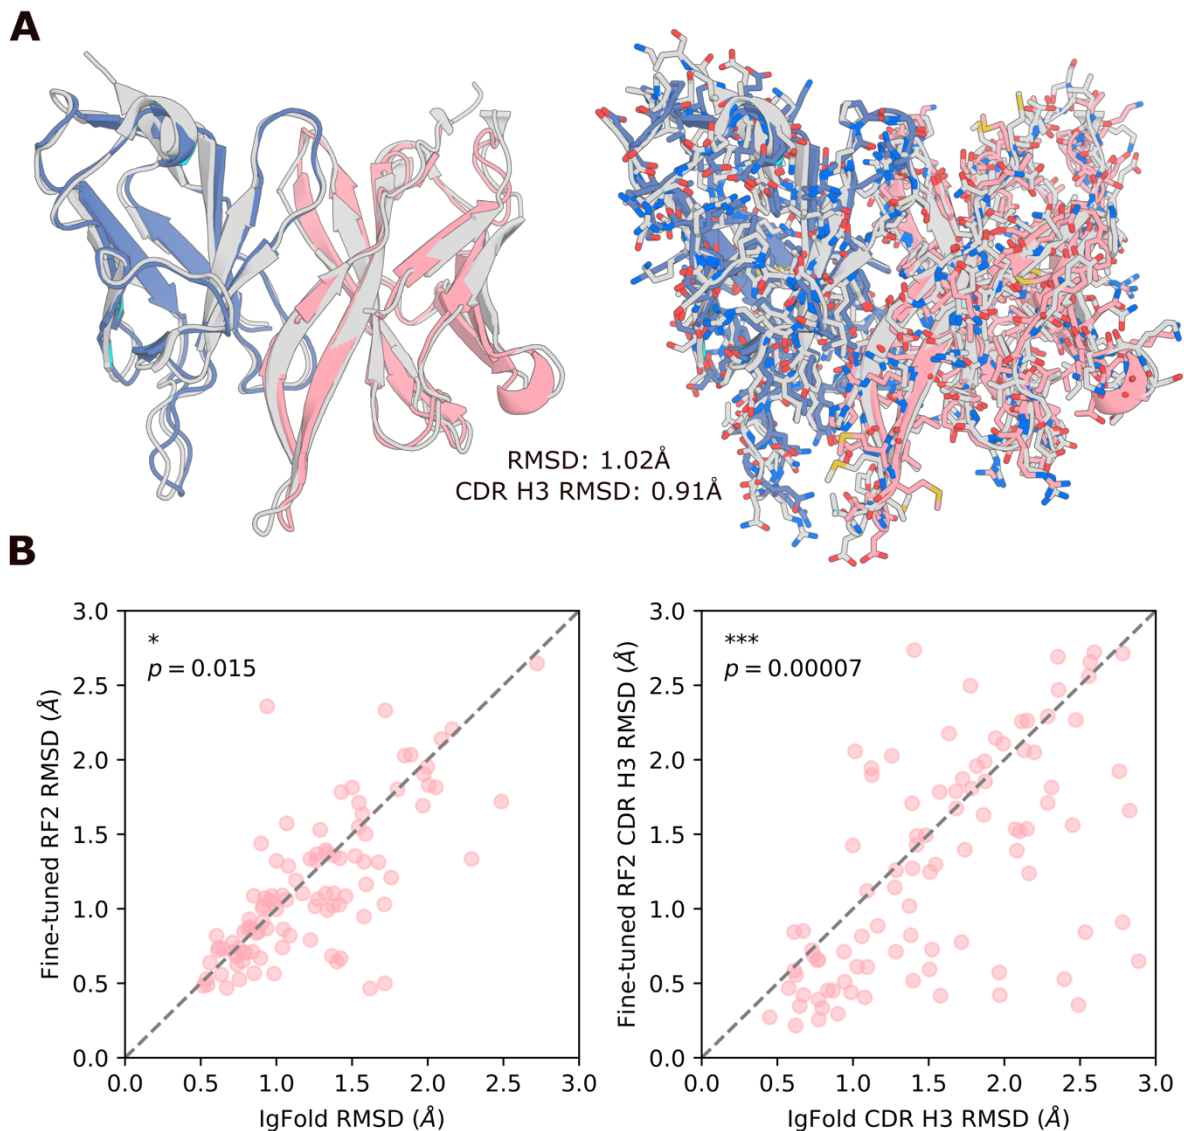 A
RMSD: 1.02Å
CDR H3 RMSD: 0.91Å
B
3.0
2.5
2.0
1.5
1.0
0.5
0.0
*
p = 0.015
Fine-tuned RF2 RMSD (Å)
0.0 0.5 1.0 1.5 2.0 2.5 3.0
IgFold RMSD (Å)
3.0
2.5
2.0
1.5
1.0
0.5
0.0
***
p = 0.00007
Fine-tuned RF2 CDR H3 RMSD (Å)
0.0 0.5 1.0 1.5 2.0 2.5 3.0
IgFold CDR H3 RMSD (Å)